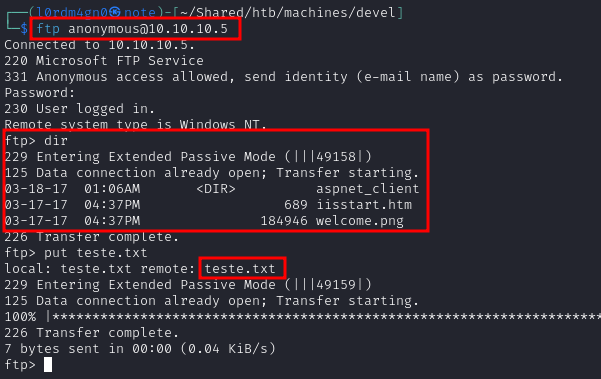 ┌──(l0rdm4gn0㉿note)-[~/Shared/htb/machines/devel]
└─$ ftp anonymous@10.10.10.5
Connected to 10.10.10.5.
220 Microsoft FTP Service
331 Anonymous access allowed, send identity (e-mail name) as password.
Password:
230 User logged in.
Remote system type is Windows_NT.
ftp> dir
229 Entering Extended Passive Mode (|||49158|)
125 Data connection already open; Transfer starting.
03-18-17  01:06AM       <DIR>          aspnet_client
03-17-17  04:37PM                  689 iisstart.htm
03-17-17  04:37PM               184946 welcome.png
226 Transfer complete.
ftp> put teste.txt
local: teste.txt remote: teste.txt
229 Entering Extended Passive Mode (|||49159|)
125 Data connection already open; Transfer starting.
100% |*******************************************************************
226 Transfer complete.
7 bytes sent in 00:00 (0.04 KiB/s)
ftp>